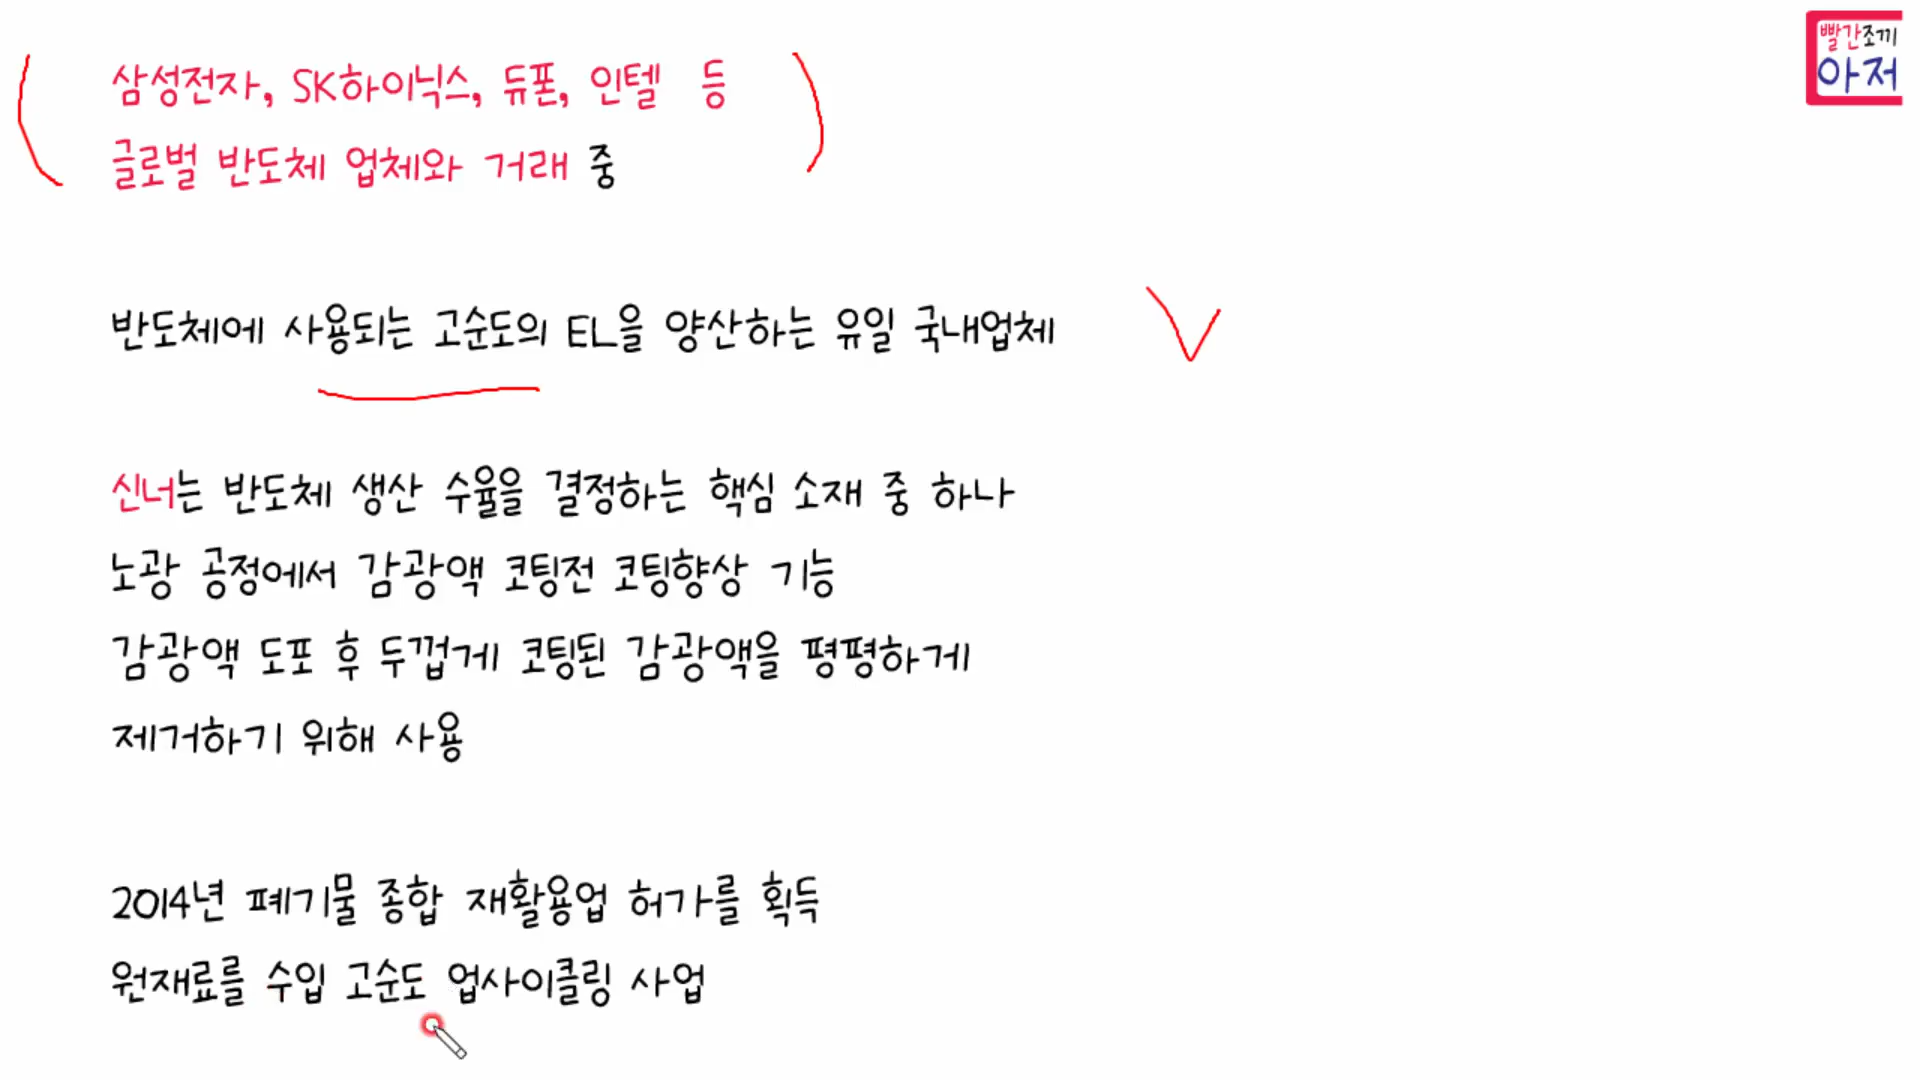 삼성전자, SK하이닉스, 듀폰, 인텔 등
글로벌 반도체 업체와 거래 중
반도체에 사용되는 고순도의 EL을 양산하는 유일 국내업체
신너는 반도체 생산 수율을 결정하는 핵심 소재 중 하나
노광 공정에서 감광액 코팅전 코팅향상 기능
감광액 도포 후 두껍게 코팅된 감광액을 평평하게
제거하기 위해 사용
2014년 폐기물 종합 재활용업 허가를 획득
원재료를 수입 고순도 업사이클링 사업
빨간조끼
아저